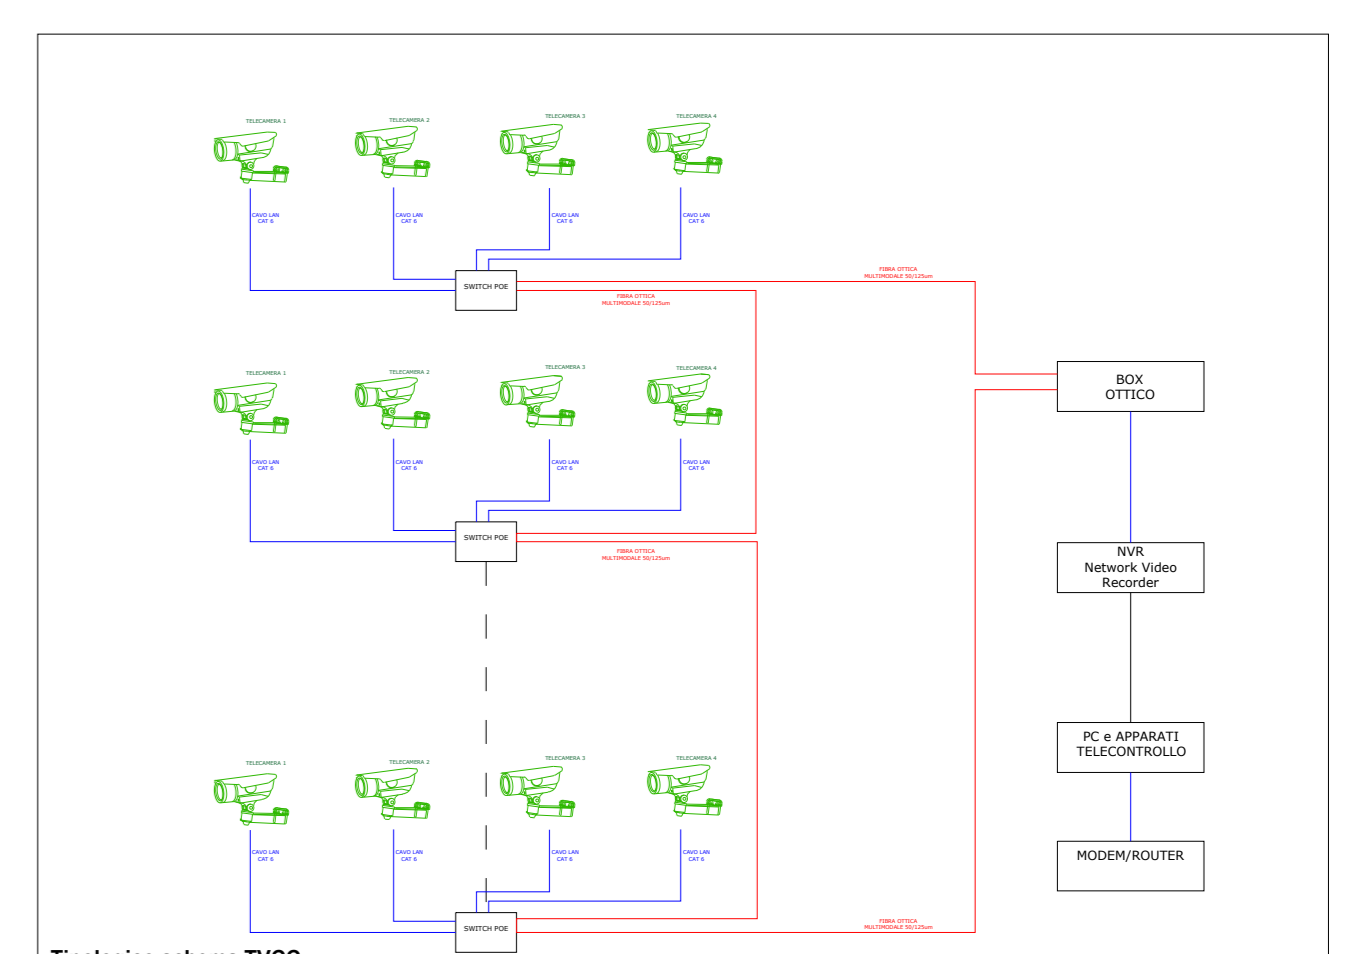 TELECAMERA 1
TELECAMERA 2
TELECAMERA 3
TELECAMERA 4
CAVO LAN
CAT 6
CAVO LAN
CAT 6
CAVO LAN
CAT 6
CAVO LAN
CAT 6
SWITCH POE
FIBRA OTTICA
MULTIMODALE 50/125um
FIBRA OTTICA
MULTIMODALE 50/125um
TELECAMERA 1
TELECAMERA 2
TELECAMERA 3
TELECAMERA 4
BOX
OTTICO
CAVO LAN
CAT 6
CAVO LAN
CAT 6
CAVO LAN
CAT 6
CAVO LAN
CAT 6
SWITCH POE
FIBRA OTTICA
MULTIMODALE 50/125um
NVR
Network Video
Recorder
PC e APPARATI
TELECONTROLLO
TELECAMERA 1
TELECAMERA 2
TELECAMERA 3
TELECAMERA 4
CAVO LAN
CAT 6
CAVO LAN
CAT 6
CAVO LAN
CAT 6
CAVO LAN
CAT 6
MODEM/ROUTER
SWITCH POE
FIBRA OTTICA
MULTIMODALE 50/125um